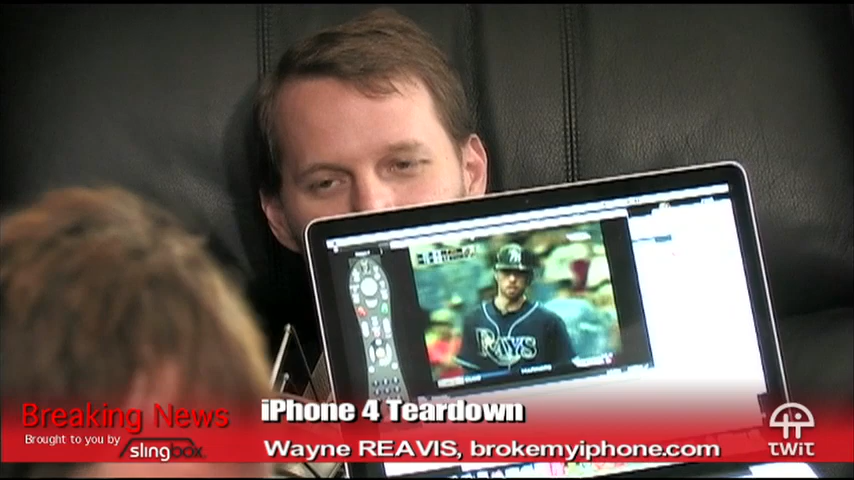 RAYS
Breaking News
iPhone 4 Teardown
Brought to you by slingbox
Wayne REAVIS, brokemyiphone.com
TWiT